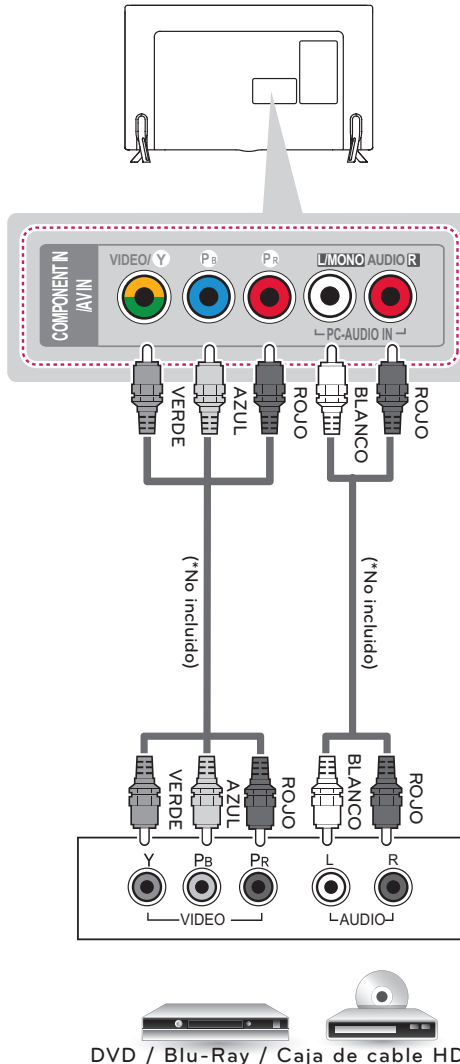 COMPONENT IN
/AV IN
VIDEO/ Y
PB
PR
L/MONO AUDIO R
PC-AUDIO IN
VERDE
AZUL
ROJO
BLANCO
ROJO
(*No incluido)
(*No incluido)
VERDE
AZUL
ROJO
BLANCO
ROJO
Y
PB
PR
L
R
VIDEO
AUDIO
DVD / Blu-Ray / Caja de cable HD